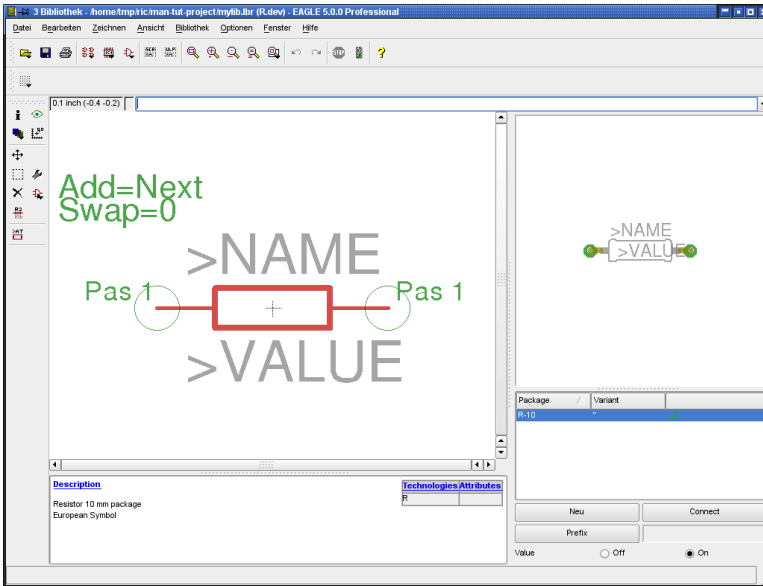 3 Bibliothek - /home/tmp/ric/man-tut-project/mylib.lbr (R.dev) - EAGLE 5.0.0 Professional
Datei Bearbeiten Zeichnen Ansicht Bibliothek Optionen Fenster Hilfe
0.1 inch (-0.4 -0.2)
Add=Next
Swap=0
>NAME
Pas 1 Pas 1
>VALUE
>NAME
>VALUE
Package Variant
R-10 ''
Description
Resistor 10 mm package
European Symbol
Technologies Attributes
R
Neu Connect
Prefix
Value Off On